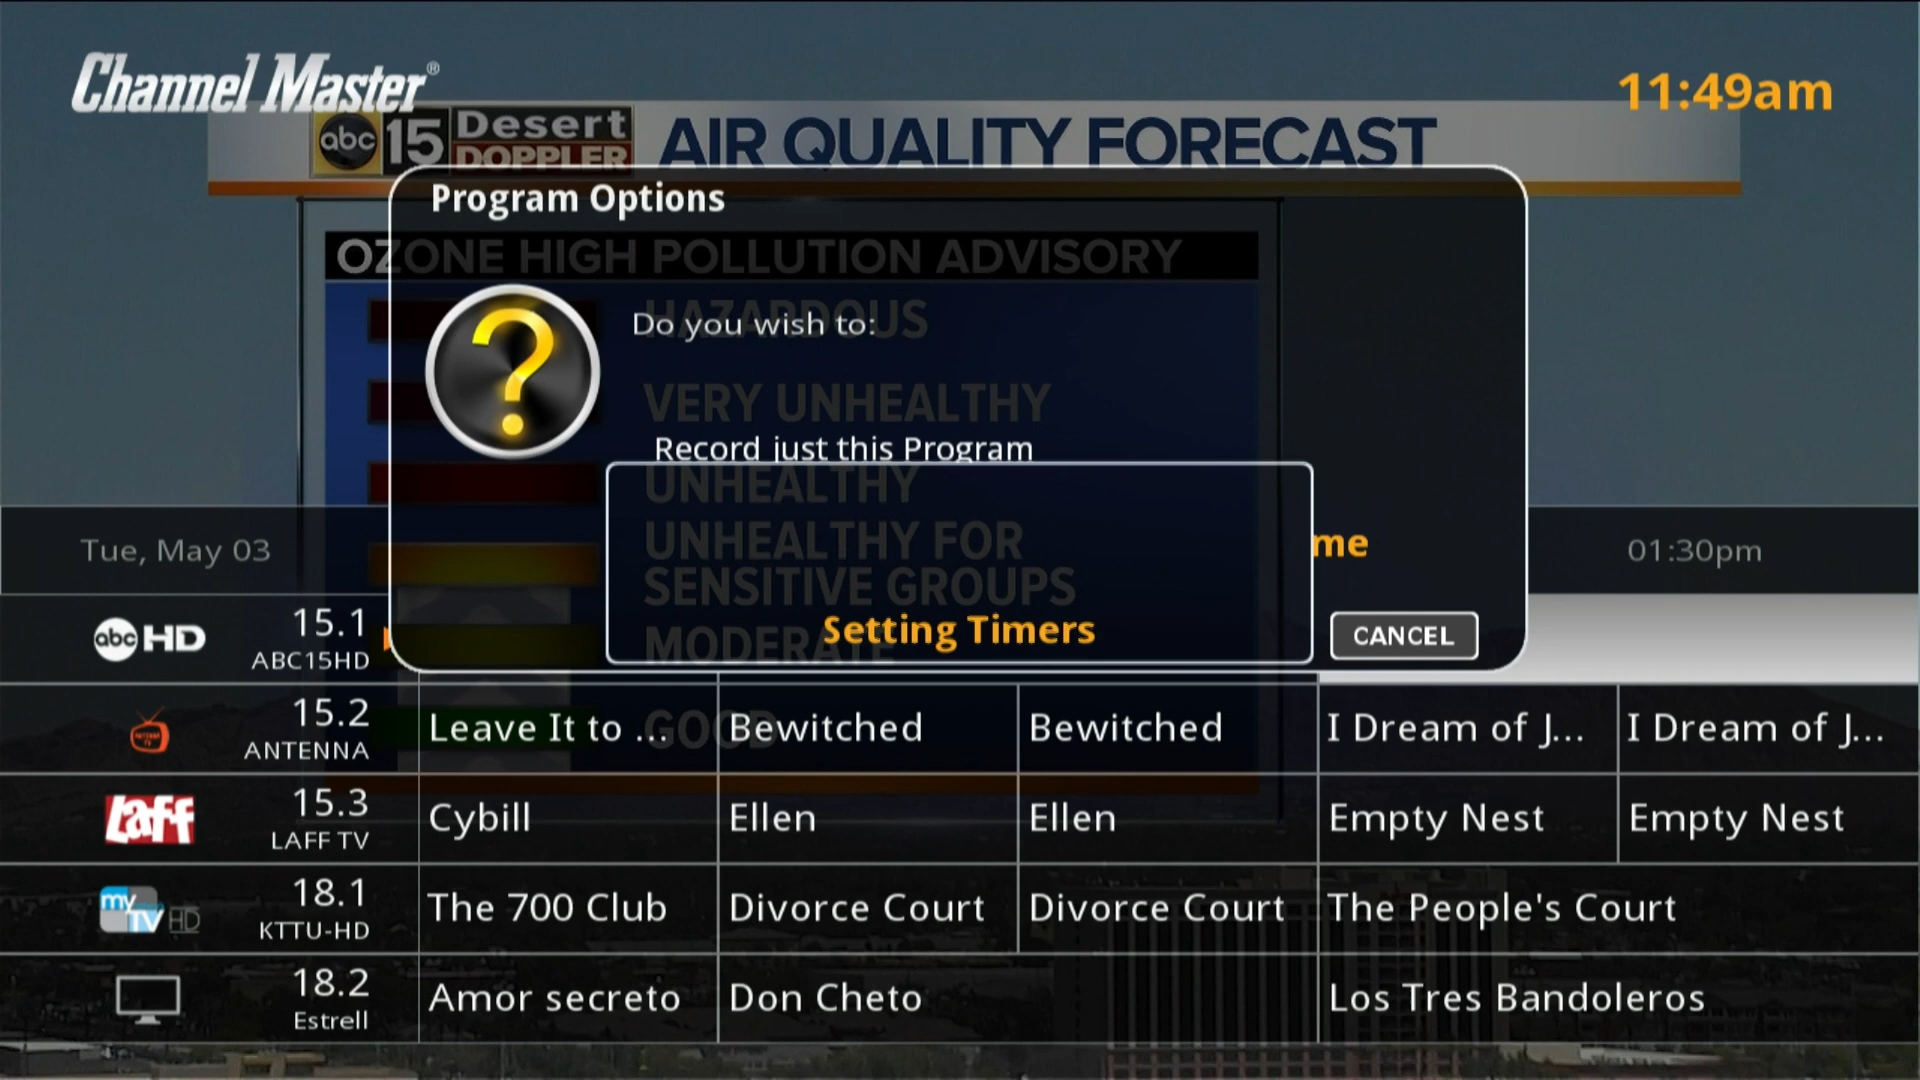 Channel Master®
11:49am
abc 15 Desert DOPPLER
AIR QUALITY FORECAST
Program Options
OZONE HIGH POLLUTION ADVISORY
HAZARDOUS
Do you wish to:
VERY UNHEALTHY
Record just this Program
UNHEALTHY
UNHEALTHY FOR
SENSITIVE GROUPS
me
Tue, May 03
01:30pm
Setting Timers
MODERATE
CANCEL
abc HD 15.1
ABC15HD
GOOD
15.2
ANTENNA
Leave It to ... Bewitched Bewitched I Dream of J... I Dream of J...
Laff 15.3
LAFF TV
Cybill Ellen Ellen Empty Nest Empty Nest
my TV HD 18.1
KTTU-HD
The 700 Club Divorce Court Divorce Court The People's Court
18.2
Estrell
Amor secreto Don Cheto Los Tres Bandoleros